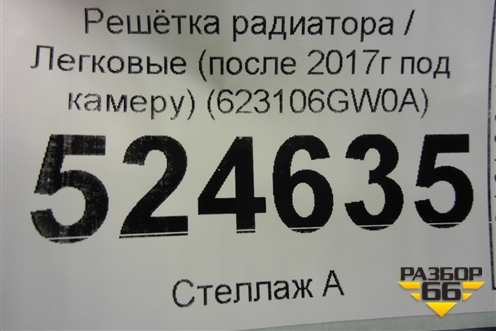 Решётка радиатора /
Легковые (после 2017г под
камеру) (623106GW0A)
524635
Стеллаж А
РАЗБОР
66